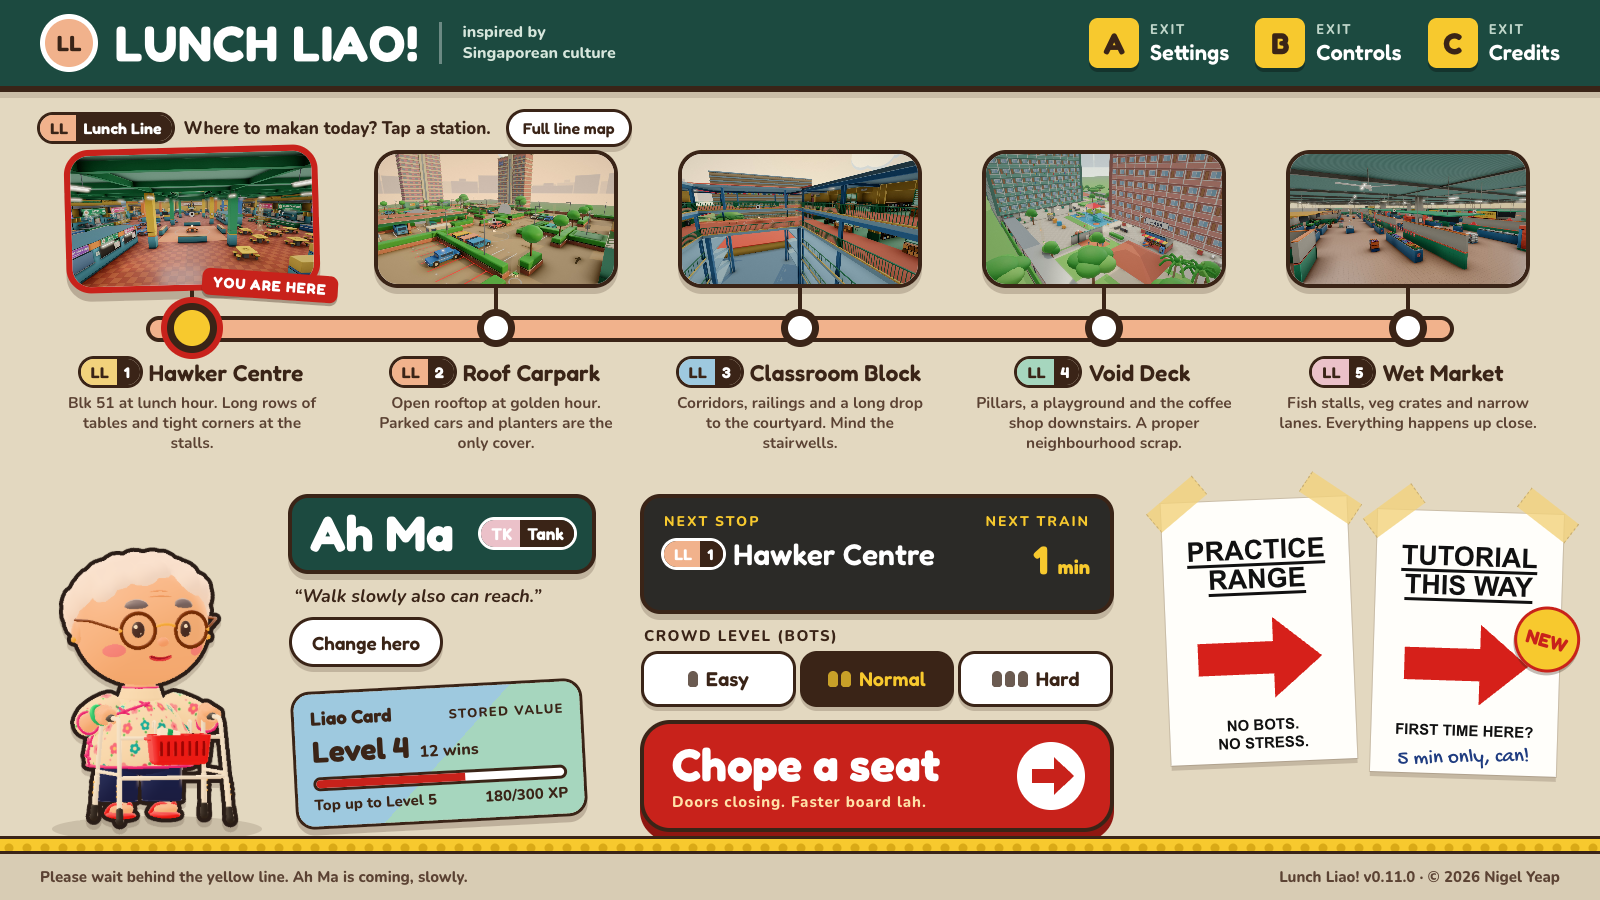 LL
LUNCH LIAO!
inspired by
Singaporean culture
A
EXIT
Settings
B
EXIT
Controls
C
EXIT
Credits
LL Lunch Line
Where to makan today? Tap a station.
Full line map
YOU ARE HERE
LL 1 Hawker Centre
Blk 51 at lunch hour. Long rows of
tables and tight corners at the
stalls.
LL 2 Roof Carpark
Open rooftop at golden hour.
Parked cars and planters are the
only cover.
LL 3 Classroom Block
Corridors, railings and a long drop
to the courtyard. Mind the
stairwells.
LL 4 Void Deck
Pillars, a playground and the coffee
shop downstairs. A proper
neighbourhood scrap.
LL 5 Wet Market
Fish stalls, veg crates and narrow
lanes. Everything happens up close.
Ah Ma
TK Tank
“Walk slowly also can reach.”
Change hero
Liao Card
STORED VALUE
Level 4 12 wins
Top up to Level 5
180/300 XP
NEXT STOP
LL 1 Hawker Centre
NEXT TRAIN
1 min
CROWD LEVEL (BOTS)
Easy
Normal
Hard
Chope a seat
Doors closing. Faster board lah.
PRACTICE
RANGE
NO BOTS.
NO STRESS.
TUTORIAL
THIS WAY
NEW
FIRST TIME HERE?
5 min only, can!
Please wait behind the yellow line. Ah Ma is coming, slowly.
Lunch Liao! v0.11.0 · © 2026 Nigel Yeap